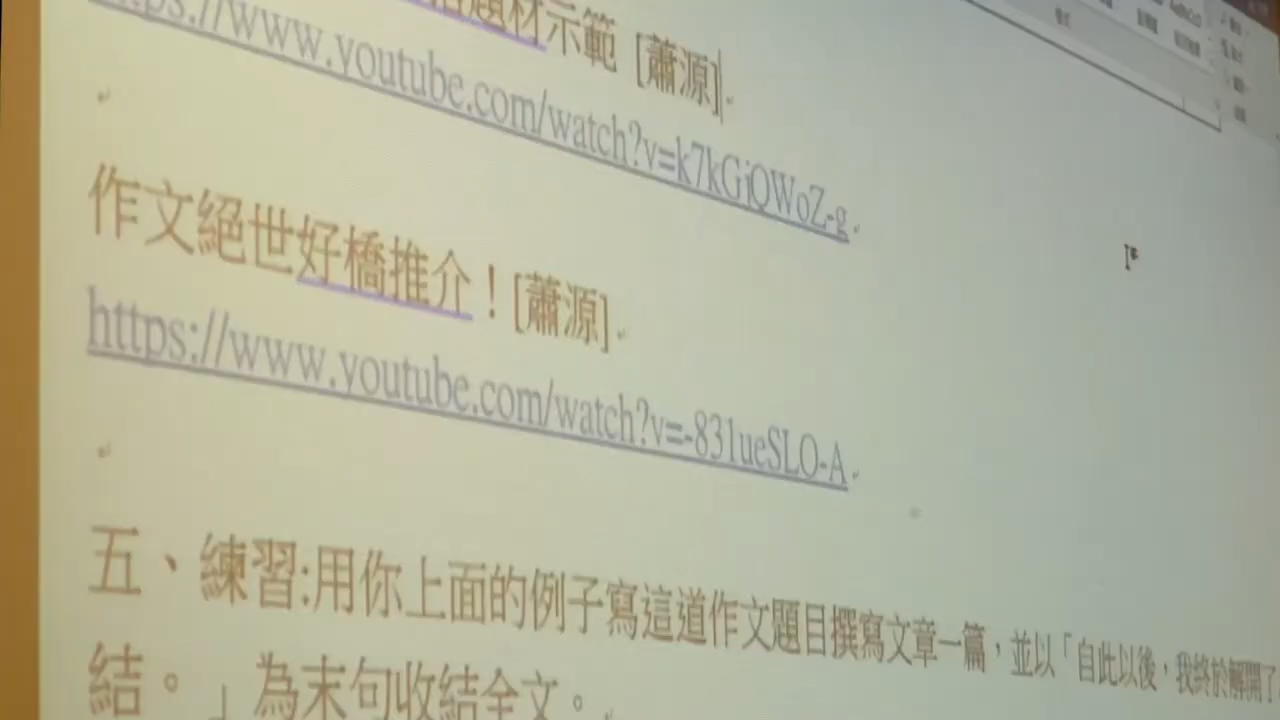 題材示範 [蕭源]
https://www.youtube.com/watch?v=k7kGjQWoZ-g
作文絕世好橋推介！[蕭源]
https://www.youtube.com/watch?v=-831ueSLO-A
五、練習:用你上面的例子寫這道作文題目撰寫文章一篇，並以「自此以後，我終於解開了
結。」為末句收結全文。